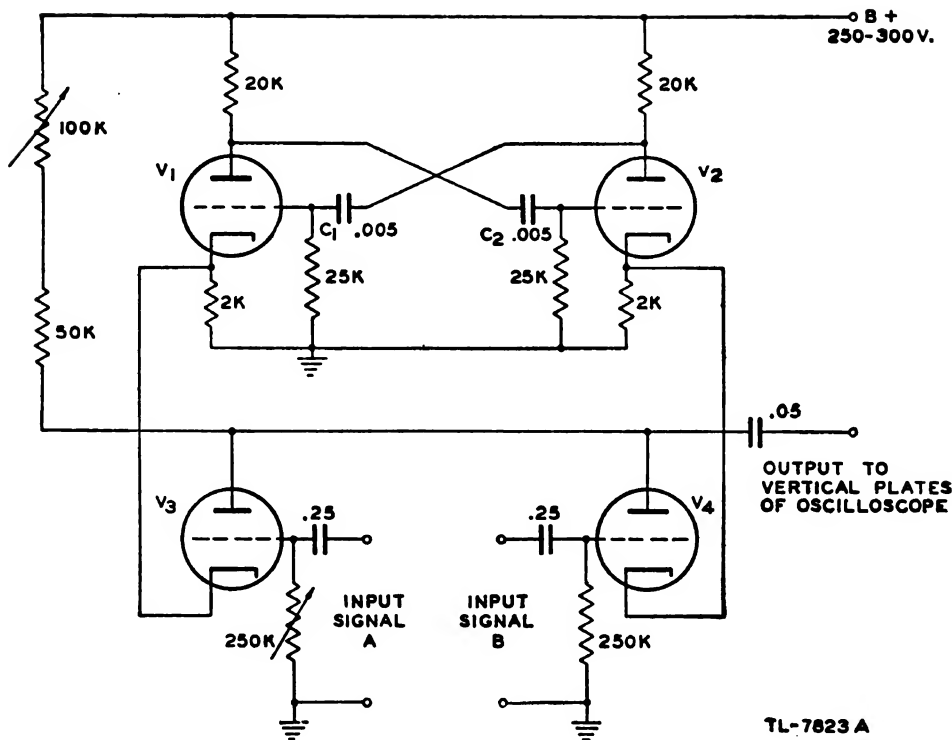 B +
250-300 V.
20K
20K
100K
V1
V2
C1 .005
C2 .005
25K
25K
2K
2K
50K
.05
OUTPUT TO
VERTICAL PLATES
OF OSCILLOSCOPE
V3
.25
.25
V4
INPUT
SIGNAL
A
INPUT
SIGNAL
B
250K
250K
TL-7823 A